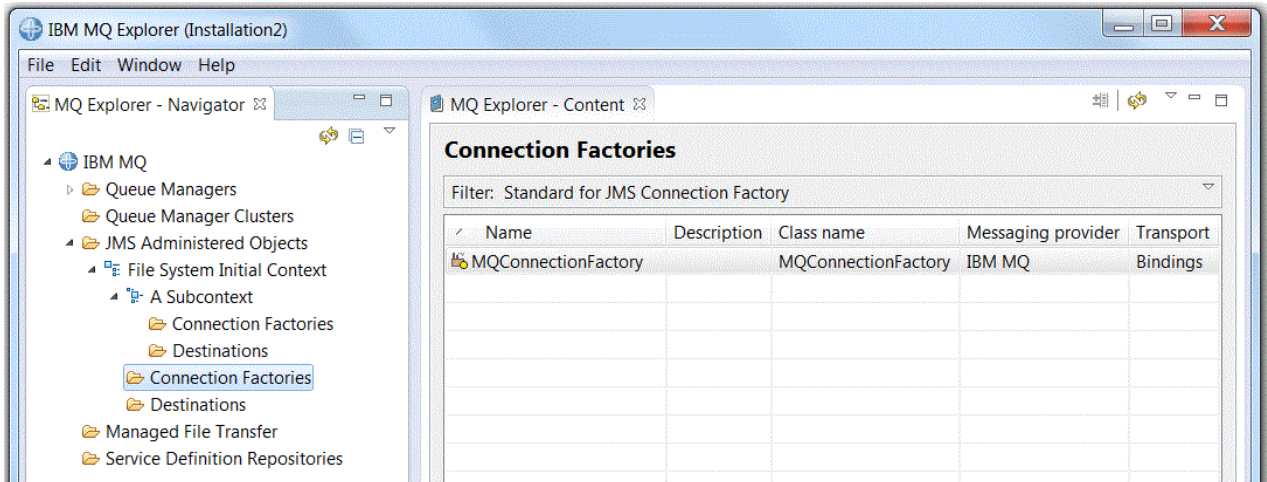 IBM MQ Explorer (Installation2)
File Edit Window Help
MQ Explorer - Navigator
IBM MQ
Queue Managers
Queue Manager Clusters
JMS Administered Objects
File System Initial Context
A Subcontext
Connection Factories
Destinations
Connection Factories
Destinations
Managed File Transfer
Service Definition Repositories
MQ Explorer - Content
Connection Factories
Filter: Standard for JMS Connection Factory
Name Description Class name Messaging provider Transport
MQConnectionFactory MQConnectionFactory IBM MQ Bindings